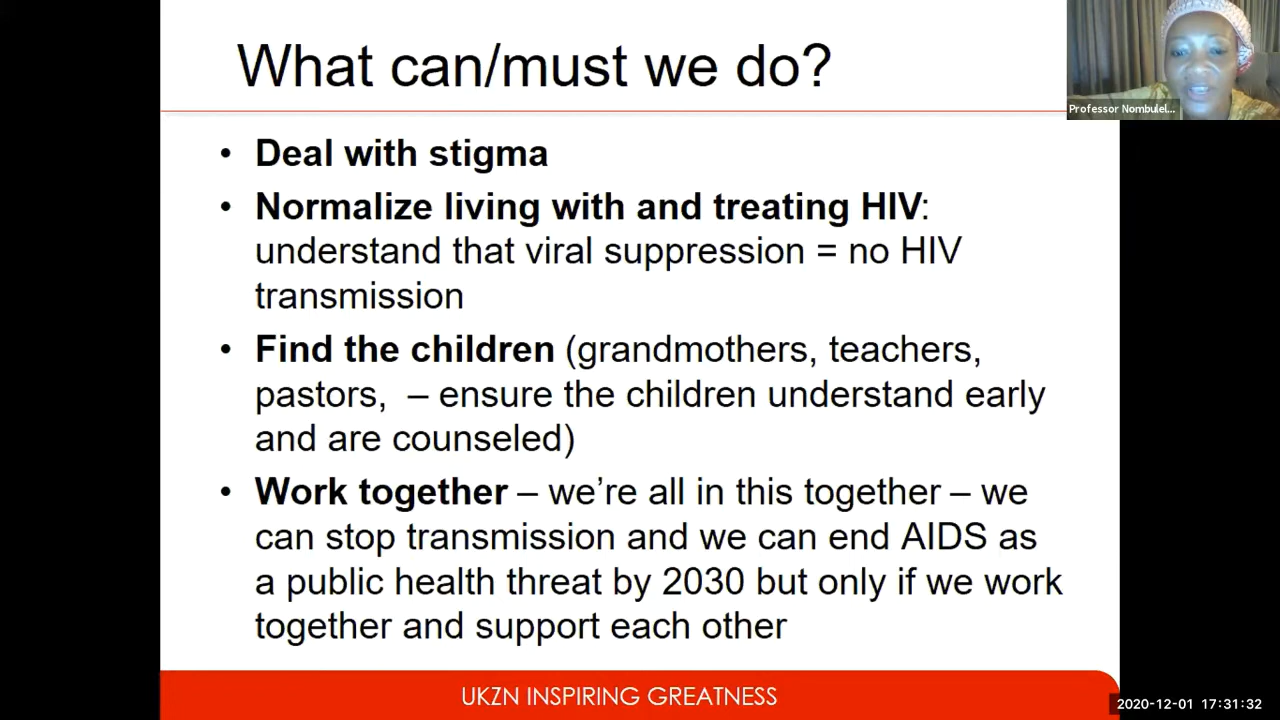 What can/must we do?
Professor Nombulel...
• Deal with stigma
• Normalize living with and treating HIV:
understand that viral suppression = no HIV
transmission
• Find the children (grandmothers, teachers,
pastors,  – ensure the children understand early
and are counseled)
• Work together – we’re all in this together – we
can stop transmission and we can end AIDS as
a public health threat by 2030 but only if we work
together and support each other
UKZN INSPIRING GREATNESS
2020-12-01 17:31:32